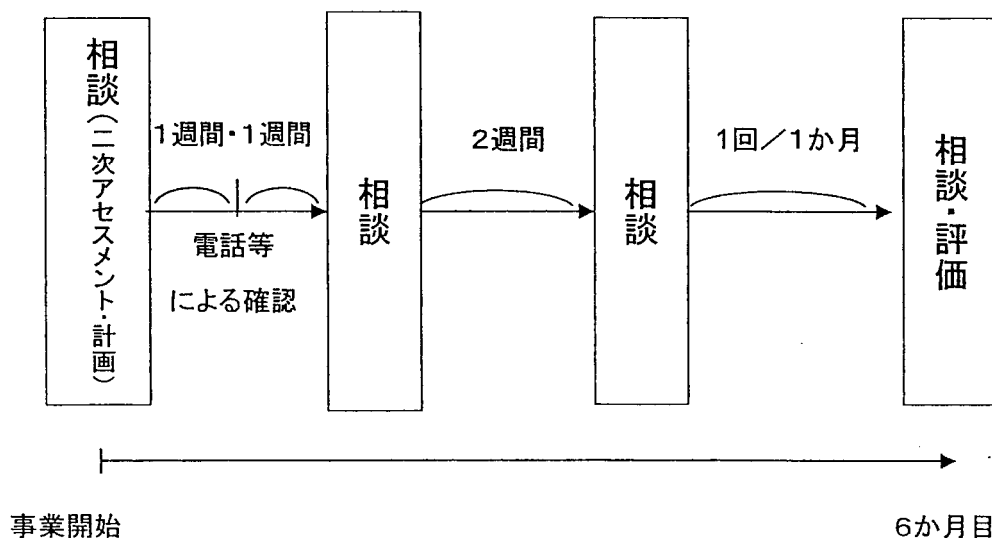 相談(二次アセスメント・計画)
1週間・1週間
電話等
による確認
相談
2週間
相談
1回／1か月
相談・評価
事業開始
6か月目